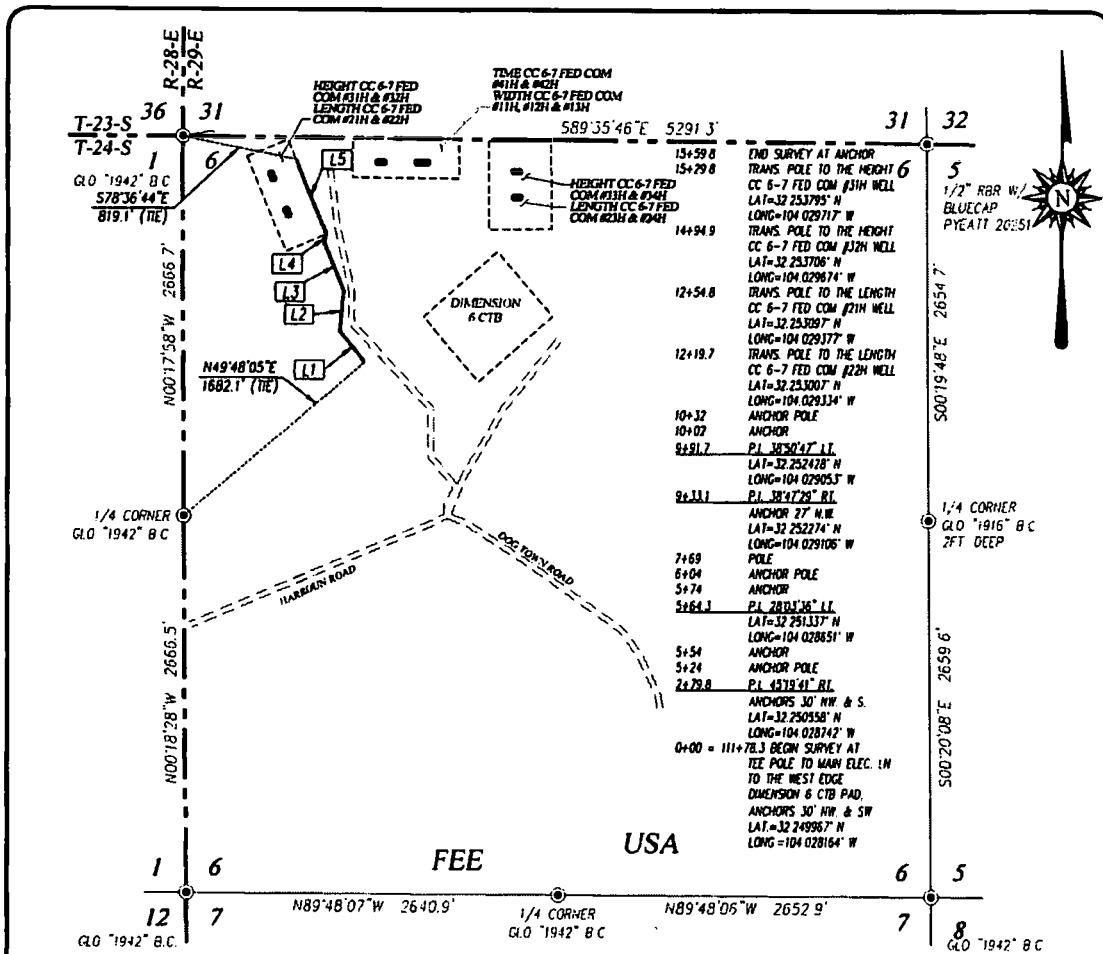 R-28-E
R-29-E
36
31
T-23-S
T-24-S
1
6
GLO "1942" B C
S78°36'44"E
819.1' (TIE)
HEIGHT CC 6-7 FED
COM #31H & #32H
LENGTH CC 6-7 FED
COM #21H & #22H
TIME CC 6-7 FED COM
#41H & #42H
WIDTH CC 6-7 FED COM
#11H, #12H & #13H
S89°35'46"E 5291.3'
31
32
6
5
1/2" RBR W/
BLUECAP
PYEATT 20251
N
L5
L4
L3
L2
L1
HEIGHT CC 6-7 FED
COM #33H & #34H
LENGTH CC 6-7 FED
COM #23H & #24H
DIMENSION
6 CTB
N00°17'58"W 2666.7'
N49°48'05"E
1682.1' (TIE)
1/4 CORNER
GLO "1942" B C
HARROUN ROAD
DOG TOWN ROAD
N00°18'28"W 2666.5'
15+59.8 END SURVEY AT ANCHOR
15+29.8 TRANS. POLE TO THE HEIGHT
CC 6-7 FED COM #31H WELL
LAT=32.253795° N
LONG=104.029717° W
14+94.9 TRANS. POLE TO THE HEIGHT
CC 6-7 FED COM #32H WELL
LAT=32.253706° N
LONG=104.029674° W
12+54.8 TRANS. POLE TO THE LENGTH
CC 6-7 FED COM #21H WELL
LAT=32.253097° N
LONG=104.029377° W
12+19.7 TRANS. POLE TO THE LENGTH
CC 6-7 FED COM #22H WELL
LAT=32.253007° N
LONG=104.029334° W
10+32 ANCHOR POLE
10+02 ANCHOR
9+91.7 P.I. 38°50'47" LT.
LAT=32.252428° N
LONG=104.029053° W
9+33.1 P.I. 38°47'29" RT.
ANCHOR 27' N.W.
LAT=32.252274° N
LONG=104.029106° W
7+69 POLE
6+04 ANCHOR POLE
5+74 ANCHOR
5+64.3 P.I. 28°03'36" LT.
LAT=32.251337° N
LONG=104.028651° W
5+54 ANCHOR
5+24 ANCHOR POLE
2+79.8 P.I. 45°19'41" RT.
ANCHORS 30' NW. & S.
LAT=32.250558° N
LONG=104.028742° W
0+00 = 111+78.3 BEGIN SURVEY AT
TEE POLE TO MAIN ELEC. LN
TO THE WEST EDGE
DIMENSION 6 CTB PAD,
ANCHORS 30' NW. & SW
LAT.=32.249967° N
LONG =104.028164° W
S00°19'48"E 2654.7'
1/4 CORNER
GLO "1916" B C
2FT DEEP
S00°20'08"E 2659.6'
FEE
USA
1
6
12
7
GLO "1942" B.C.
N89°48'07"W 2640.9'
1/4 CORNER
GLO "1942" B C
N89°48'06"W 2652.9'
6
5
7
8
GLO "1942" B C